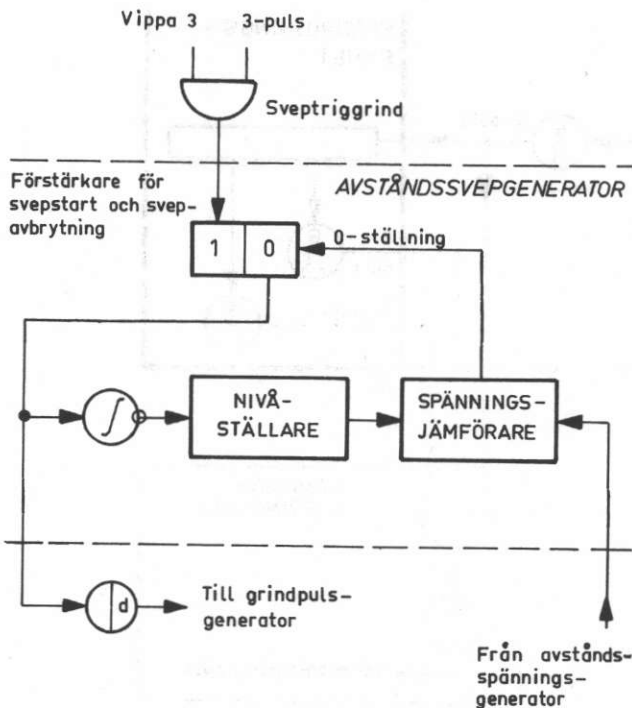 Vippa 3
3-puls
Sveptriggrind
Förstärkare för
svepstart och svep-
avbrytning
AVSTÅNDSSVEPGENERATOR
1
0
0-ställning
NIVÅ-
STÄLLARE
SPÄNNINGS-
JÄMFÖRARE
∫
d
Till grindpuls-
generator
Från avstånds-
spännings-
generator